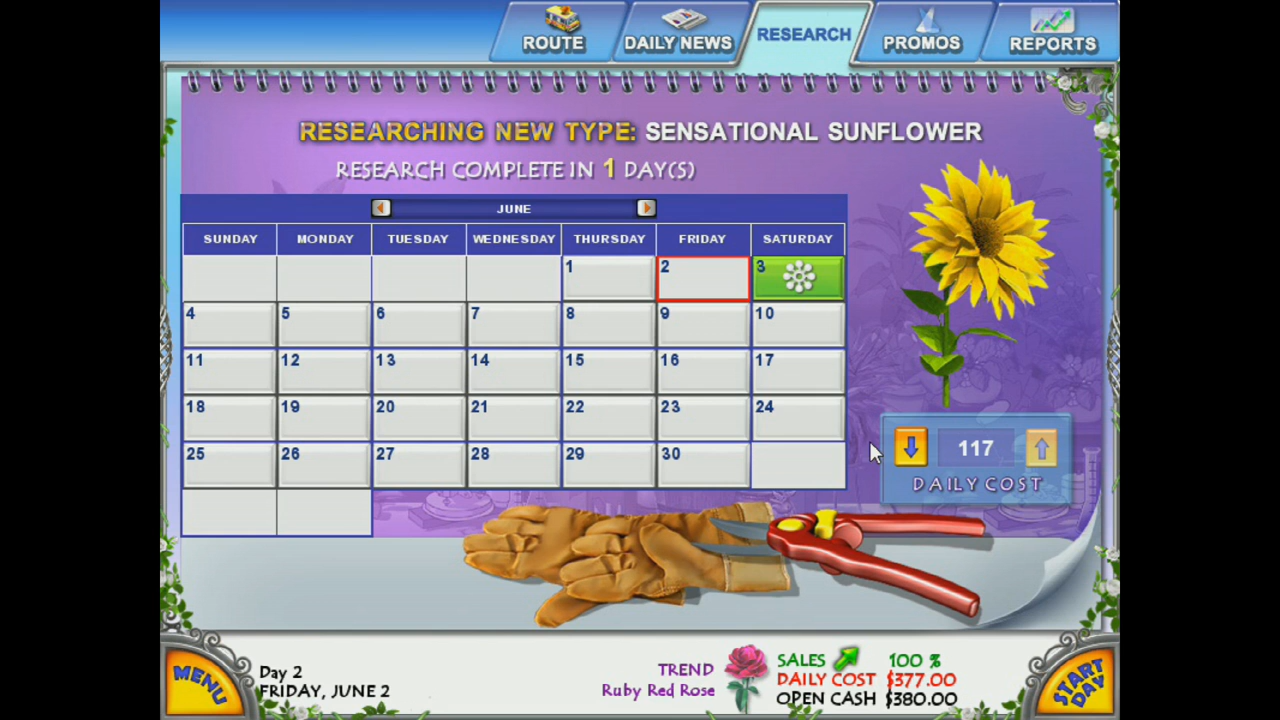 ROUTE
DAILY NEWS
RESEARCH
PROMOS
REPORTS
RESEARCHING NEW TYPE: SENSATIONAL SUNFLOWER
RESEARCH COMPLETE IN 1 DAY(S)
JUNE
SUNDAY MONDAY TUESDAY WEDNESDAY THURSDAY FRIDAY SATURDAY
1 2 3
4 5 6 7 8 9 10
11 12 13 14 15 16 17
18 19 20 21 22 23 24
25 26 27 28 29 30
117
DAILY COST
MENU
Day 2
FRIDAY, JUNE 2
TREND
Ruby Red Rose
SALES 100 %
DAILY COST $377.00
OPEN CASH $380.00
START
DAY